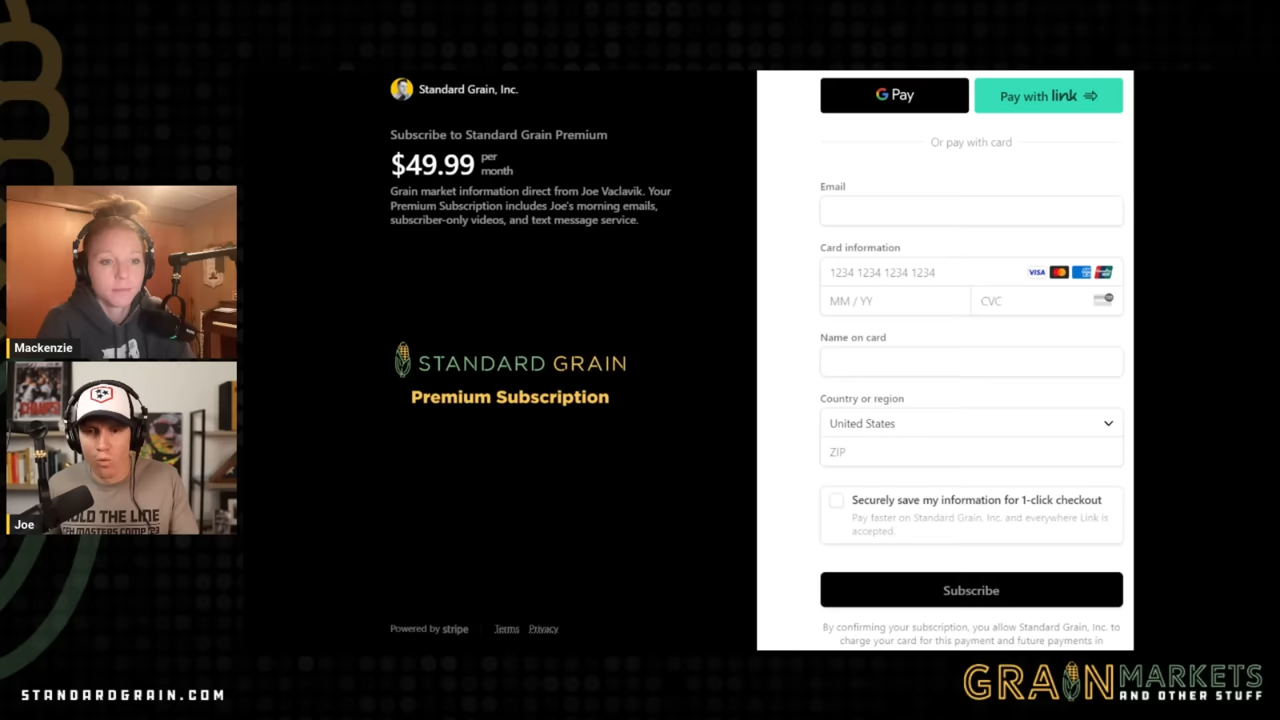 Standard Grain, Inc.
Subscribe to Standard Grain Premium
$49.99 per
month
Grain market information direct from Joe Vaclavik. Your
Premium Subscription includes Joe's morning emails,
subscriber-only videos, and text message service.
STANDARD GRAIN
Premium Subscription
Powered by stripe
Terms Privacy
G Pay
Pay with link
Or pay with card
Email
Card information
1234 1234 1234 1234
VISA
MM / YY
CVC
Name on card
Country or region
United States
ZIP
Securely save my information for 1-click checkout
Pay faster on Standard Grain, Inc. and everywhere Link is
accepted.
Subscribe
By confirming your subscription, you allow Standard Grain, Inc. to
charge your card for this payment and future payments in
Mackenzie
HOLD THE LINE
Joe
STANDARDGRAIN.COM
GRAIN MARKETS
AND OTHER STUFF